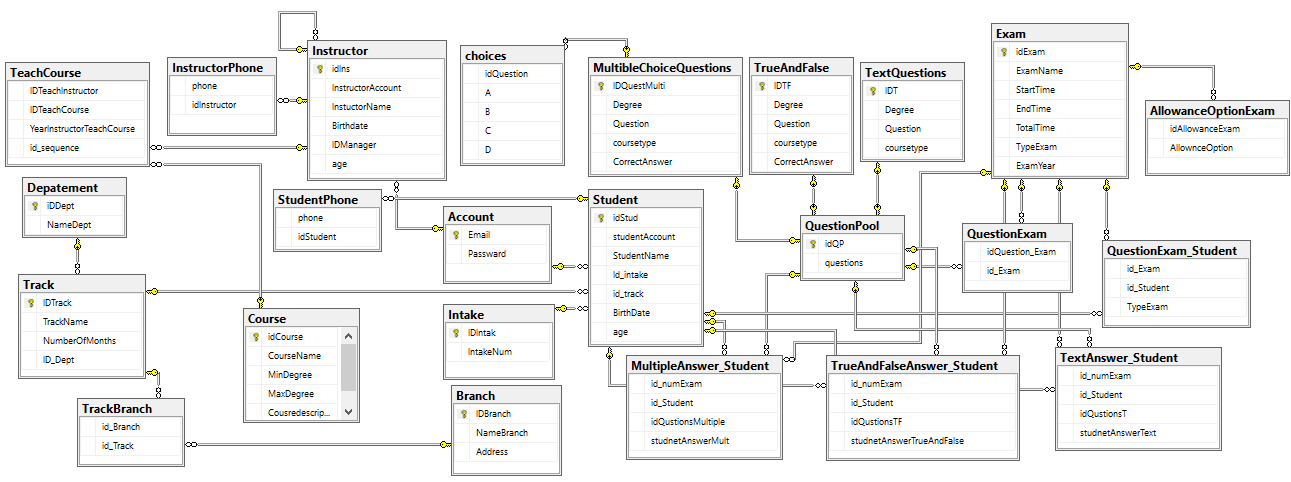 TeachCourse
IDTeachInstructor
IDTeachCourse
YearInstructorTeachCourse
id_sequence
InstructorPhone
phone
idInstructor
Instructor
idIns
InstructorAccount
InstuctorName
Birthdate
IDManager
age
choices
idQuestion
A
B
C
D
MultibleChoiceQuestions
IDQuestMulti
Degree
Question
coursetype
CorrectAnswer
TrueAndFalse
IDTF
Degree
Question
coursetype
CorrectAnswer
TextQuestions
IDT
Degree
Question
coursetype
Exam
idExam
ExamName
StartTime
EndTime
TotalTime
TypeExam
ExamYear
AllowanceOptionExam
idAllowanceExam
AllownceOption
Depatement
iDDept
NameDept
StudentPhone
phone
idStudent
Account
Email
Passward
Student
idStud
studentAccount
StudentName
Id_intake
id_track
BirthDate
age
QuestionPool
idQP
questions
QuestionExam
idQuestion_Exam
id_Exam
QuestionExam_Student
id_Exam
id_Student
TypeExam
Track
IDTrack
TrackName
NumberOfMonths
ID_Dept
Course
idCourse
CourseName
MinDegree
MaxDegree
Cousredescrip...
Intake
IDIntak
IntakeNum
TrackBranch
id_Branch
id_Track
Branch
IDBranch
NameBranch
Address
MultipleAnswer_Student
id_numExam
id_Student
idQustionsMultiple
studnetAnswerMult
TrueAndFalseAnswer_Student
id_numExam
id_Student
idQustionsTF
studnetAnswerTrueAndFalse
TextAnswer_Student
id_numExam
id_Student
idQustionsT
studnetAnswerText